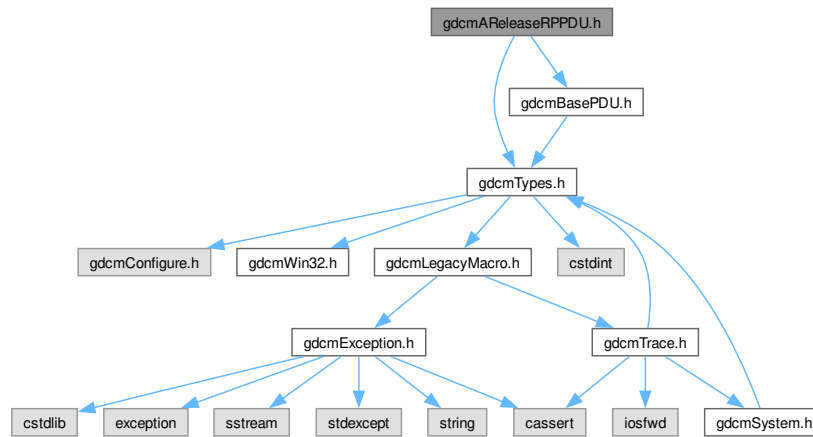 gdcmAReleaseRPPDU.h
gdcmBasePDU.h
gdcmTypes.h
gdcmConfigure.h
gdcmWin32.h
gdcmLegacyMacro.h
cstdint
gdcmException.h
gdcmTrace.h
cstdlib
exception
sstream
stdexcept
string
cassert
iosfwd
gdcmSystem.h